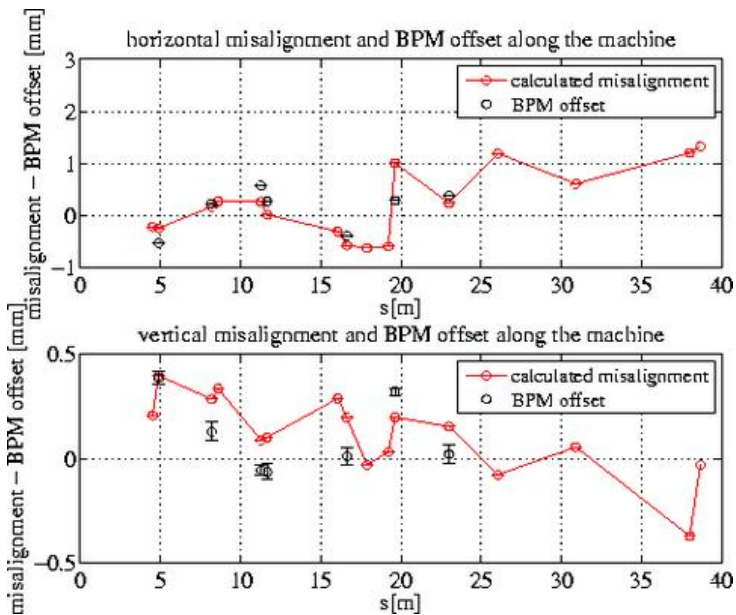 horizontal misalignment and BPM offset along the machine
misalignment – BPM offset [mm]
3
2
1
0
−1
calculated misalignment
BPM offset
0 5 10 15 20 25 30 35 40
s[m]
vertical misalignment and BPM offset along the machine
misalignment – BPM offset [mm]
0.5
0
−0.5
calculated misalignment
BPM offset
0 5 10 15 20 25 30 35 40
s[m]